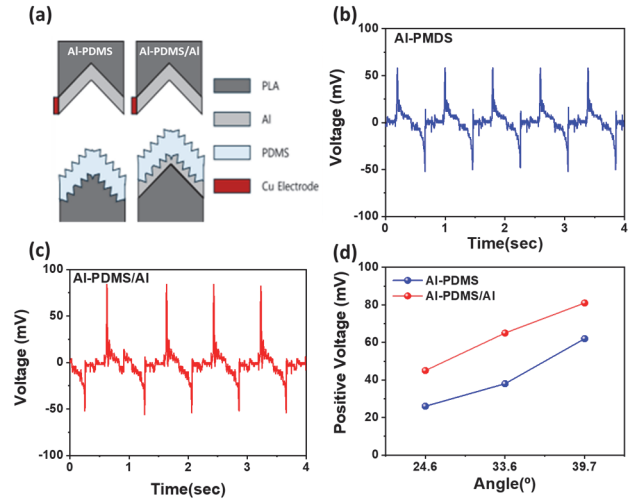 (a)
Al-PDMS
Al-PDMS/Al
PLA
Al
PDMS
Cu Electrode
(b)
Al-PMDS
100
50
0
-50
-100
Voltage (mV)
0
1
2
3
4
Time(sec)
(c)
Al-PDMS/Al
100
50
0
-50
-100
Voltage (mV)
0
1
2
3
4
Time(sec)
(d)
Al-PDMS
Al-PDMS/Al
100
80
60
40
20
0
Positive Voltage (mV)
24.6
33.6
39.7
Angle(º)